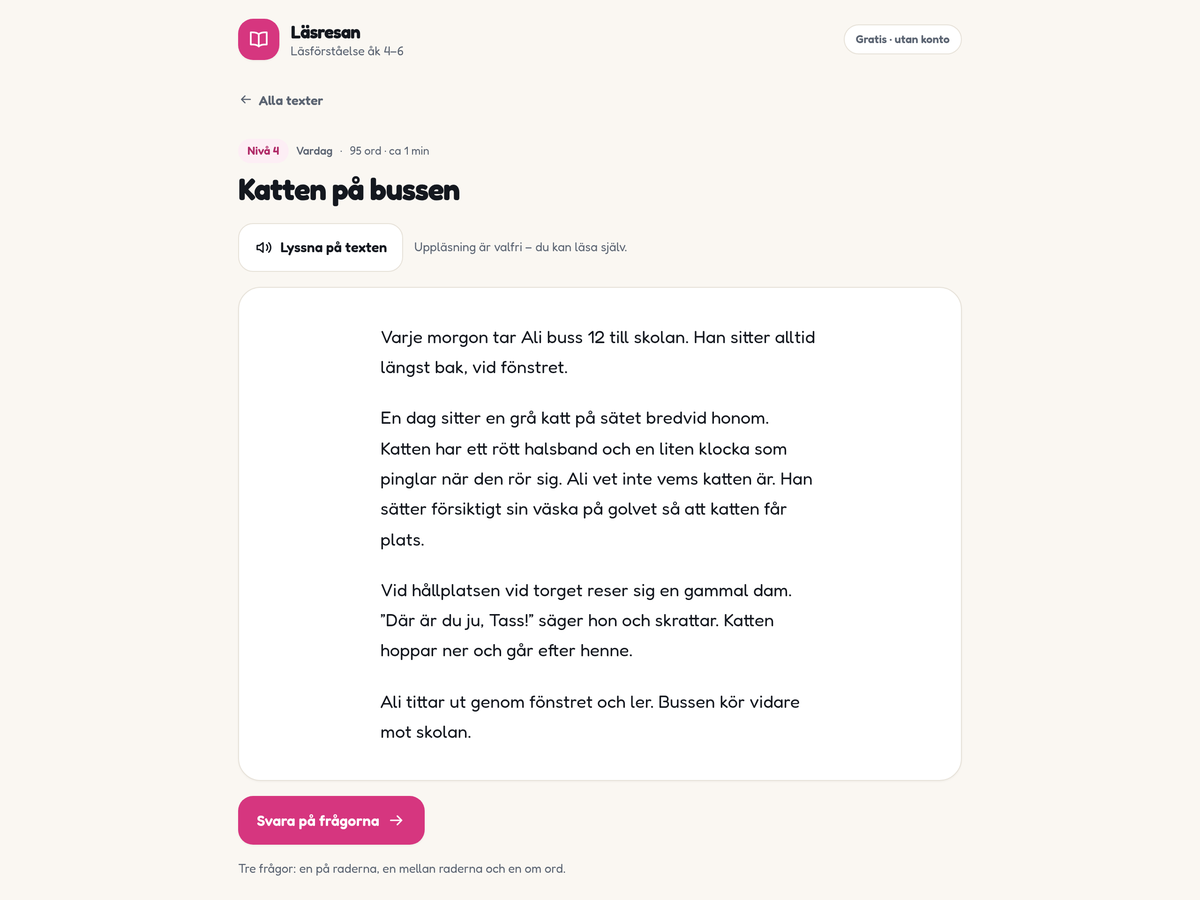 Läsresan
Läsförståelse åk 4–6
Gratis · utan konto
← Alla texter
Nivå 4 Vardag · 95 ord · ca 1 min
Katten på bussen
Lyssna på texten
Uppläsning är valfri – du kan läsa själv.
Varje morgon tar Ali buss 12 till skolan. Han sitter alltid
längst bak, vid fönstret.
En dag sitter en grå katt på sätet bredvid honom.
Katten har ett rött halsband och en liten klocka som
pinglar när den rör sig. Ali vet inte vems katten är. Han
sätter försiktigt sin väska på golvet så att katten får
plats.
Vid hållplatsen vid torget reser sig en gammal dam.
”Där är du ju, Tass!” säger hon och skrattar. Katten
hoppar ner och går efter henne.
Ali tittar ut genom fönstret och ler. Bussen kör vidare
mot skolan.
Svara på frågorna →
Tre frågor: en på raderna, en mellan raderna och en om ord.